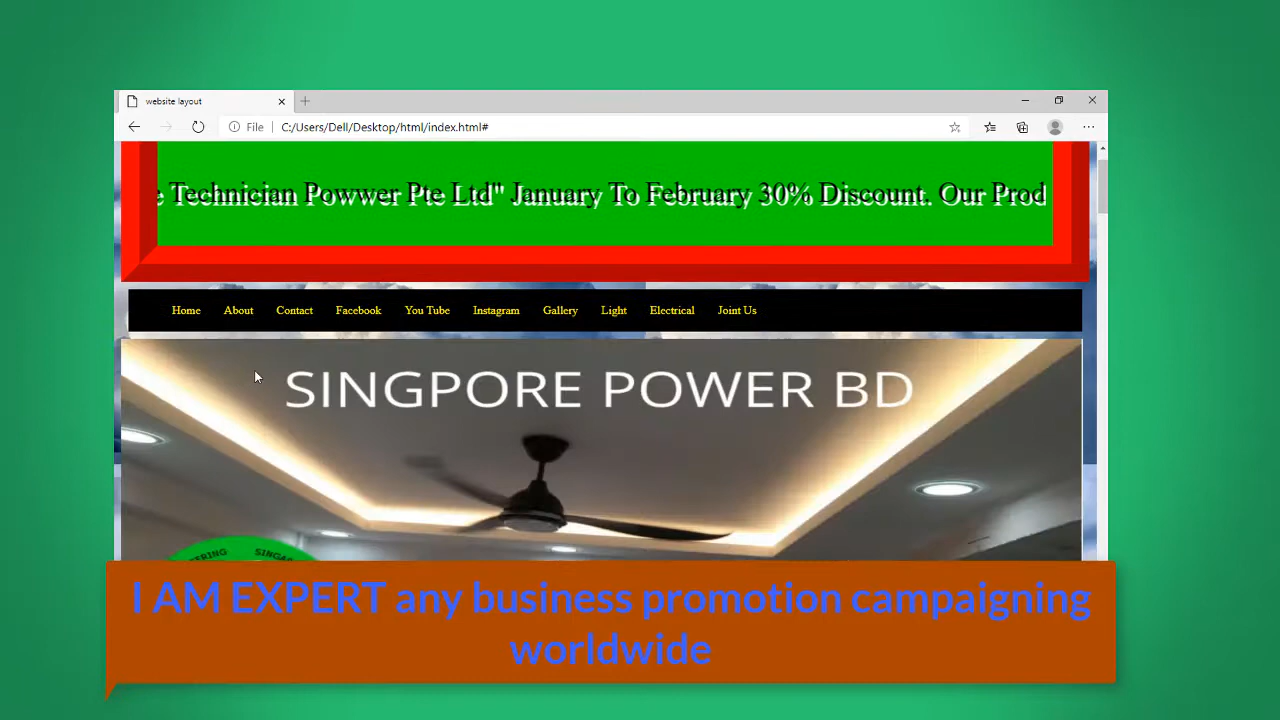 website layout
File C:/Users/Dell/Desktop/html/index.html#
e Technician Powwer Pte Ltd" January To February 30% Discount. Our Prod
Home About Contact Facebook You Tube Instagram Gallery Light Electrical Joint Us
SINGPORE POWER BD
ERING SINGA
I AM EXPERT any business promotion campaigning
worldwide